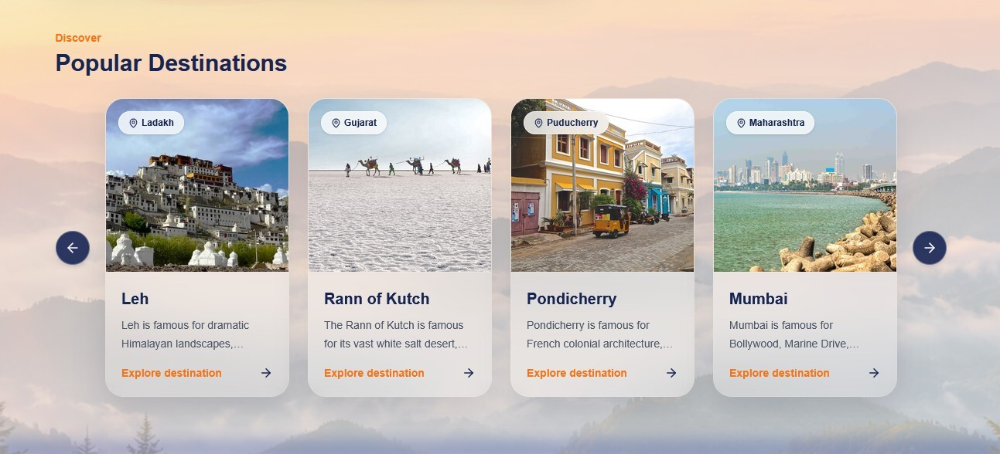 Discover
Popular Destinations
Ladakh
Gujarat
Puducherry
Maharashtra
Leh
Leh is famous for dramatic
Himalayan landscapes,...
Explore destination
Rann of Kutch
The Rann of Kutch is famous
for its vast white salt desert,...
Explore destination
Pondicherry
Pondicherry is famous for
French colonial architecture,...
Explore destination
Mumbai
Mumbai is famous for
Bollywood, Marine Drive,...
Explore destination